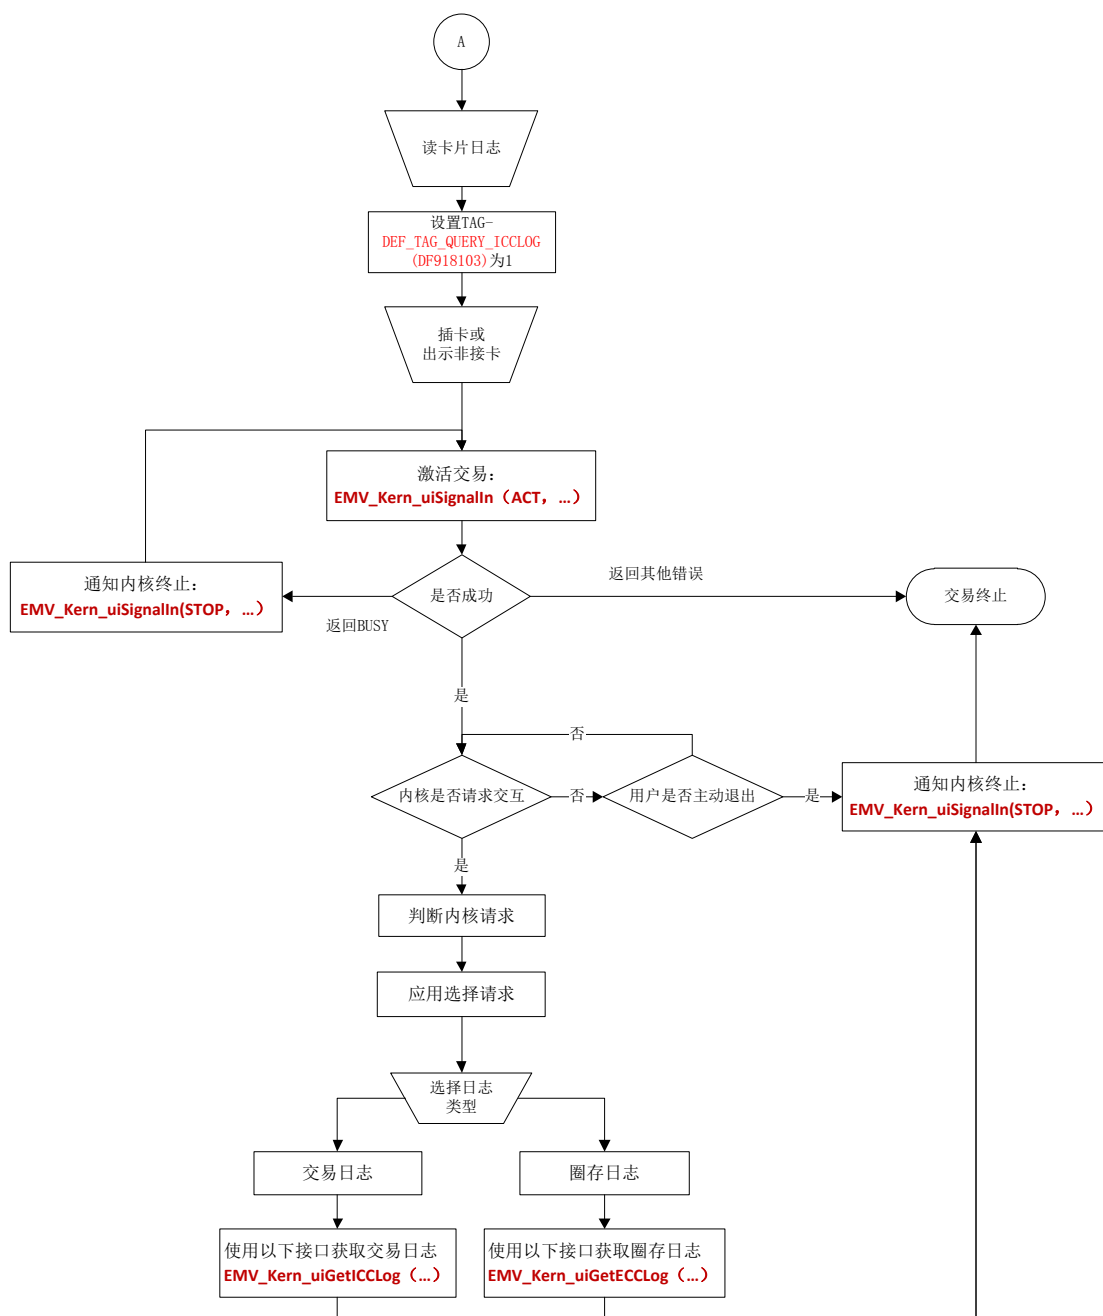 A
读卡片日志
设置TAG-
DEF_TAG_QUERY_ICCLOG
(DF918103)为1
插卡或
出示非接卡
激活交易：
EMV_Kern_uiSignalIn（ACT，…）
通知内核终止：
EMV_Kern_uiSignalIn(STOP，…）
返回BUSY
是否成功
返回其他错误
交易终止
是
否
内核是否请求交互
否
用户是否主动退出
是
通知内核终止：
EMV_Kern_uiSignalIn(STOP，…）
是
判断内核请求
应用选择请求
选择日志
类型
交易日志
圈存日志
使用以下接口获取交易日志
EMV_Kern_uiGetICCLog（…）
使用以下接口获取圈存日志
EMV_Kern_uiGetECCLog（…）